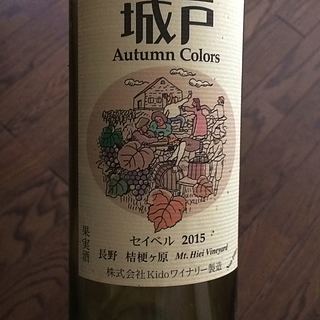 城戸
Autumn Colors
セイベル 2015
長野 桔梗ヶ原 Mt. Hiei Vineyard
株式会社Kidoワイナリー製造
果実酒